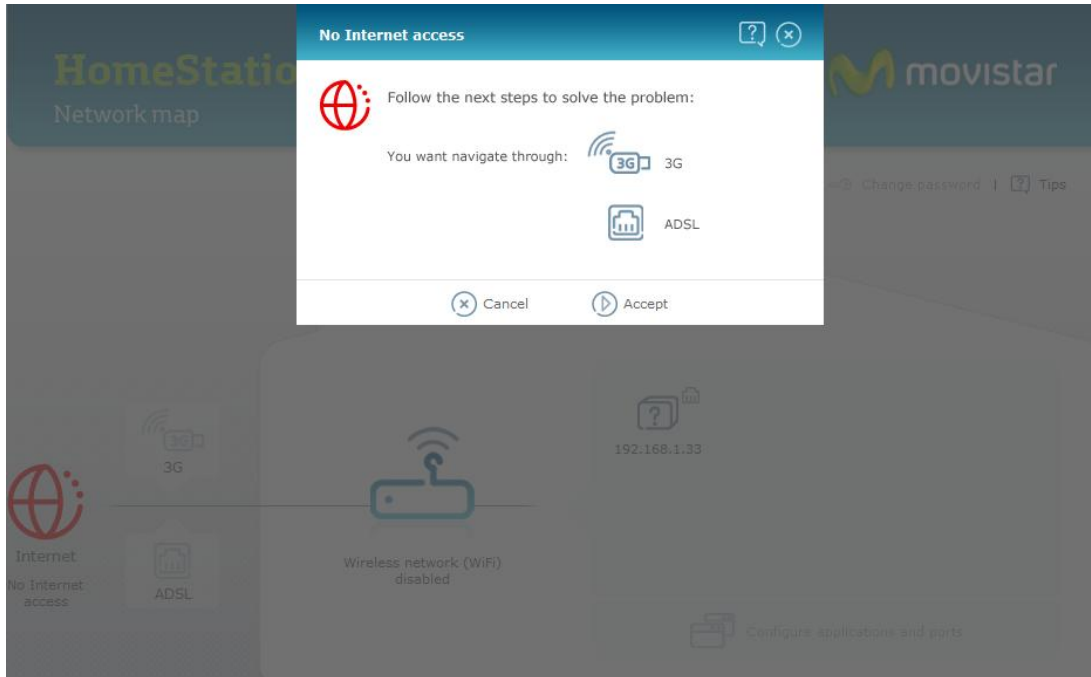 No Internet access
HomeStatio
Network map
movistar
Follow the next steps to solve the problem:
You want navigate through:
3G
3G
ADSL
Change password | Tips
Cancel
Accept
3G
3G
192.168.1.33
Internet
No Internet
access
ADSL
Wireless network (WiFi)
disabled
Configure applications and ports